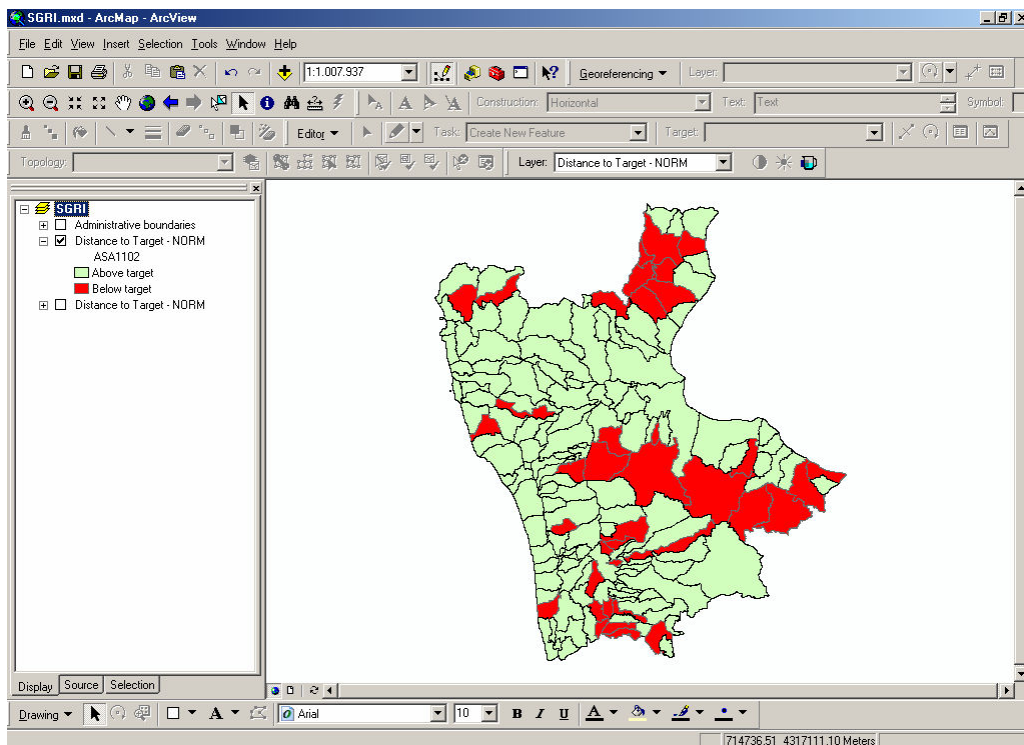 SGRI.mxd - ArcMap - ArcView
File Edit View Insert Selection Tools Window Help
1:1.007.937 Georeferencing Layer:
Construction: Horizontal Text: Text Symbol:
Editor Task: Create New Feature Target:
Topology: Layer: Distance to Target - NORM
SGRI
Administrative boundaries
Distance to Target - NORM
ASA1102
Above target
Below target
Distance to Target - NORM
Display Source Selection
Drawing A Arial 10 B I U A
714736.51 4317111.10 Meters